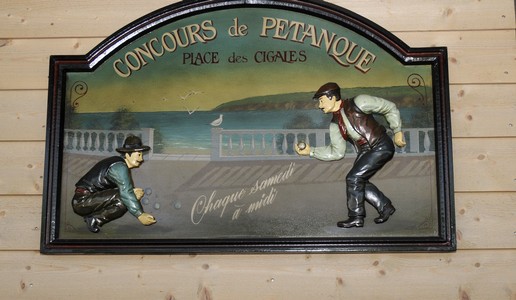 CONCOURS de PETANQUE
PLACE des CIGALES
Chaque samedi
à midi